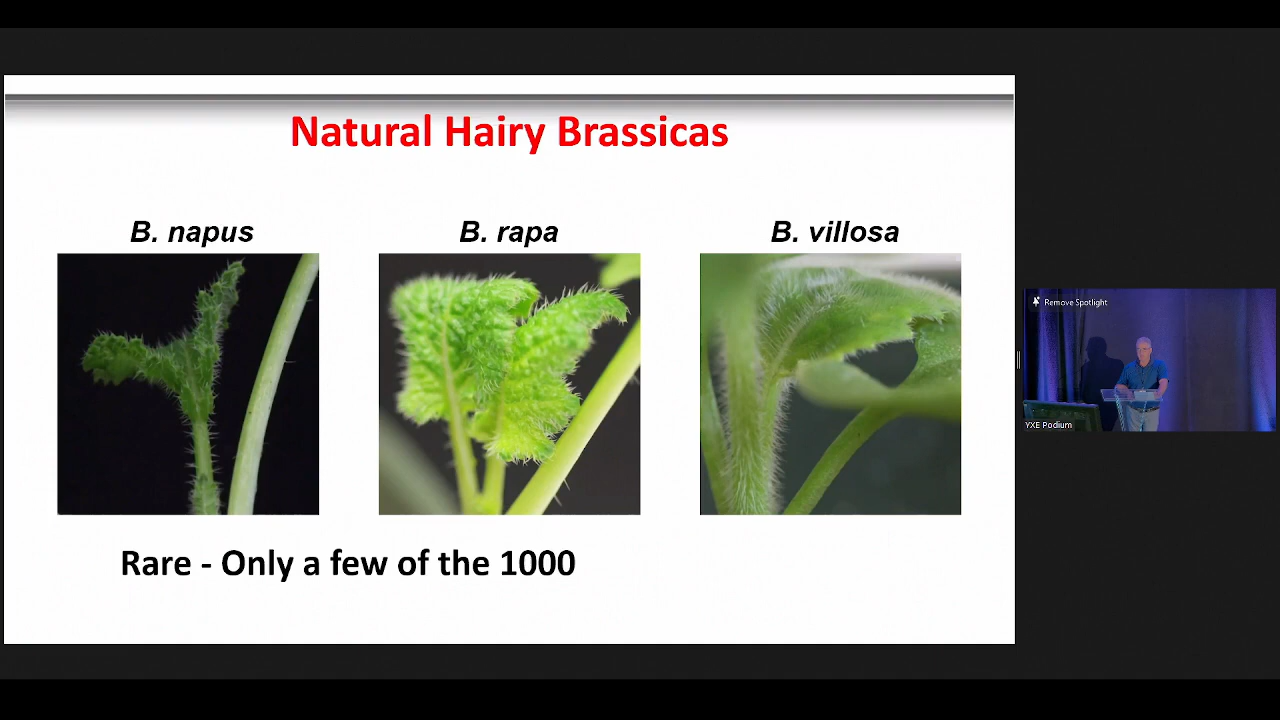 Natural Hairy Brassicas
B. napus
B. rapa
B. villosa
Rare - Only a few of the 1000
Remove Spotlight
YXE Podium